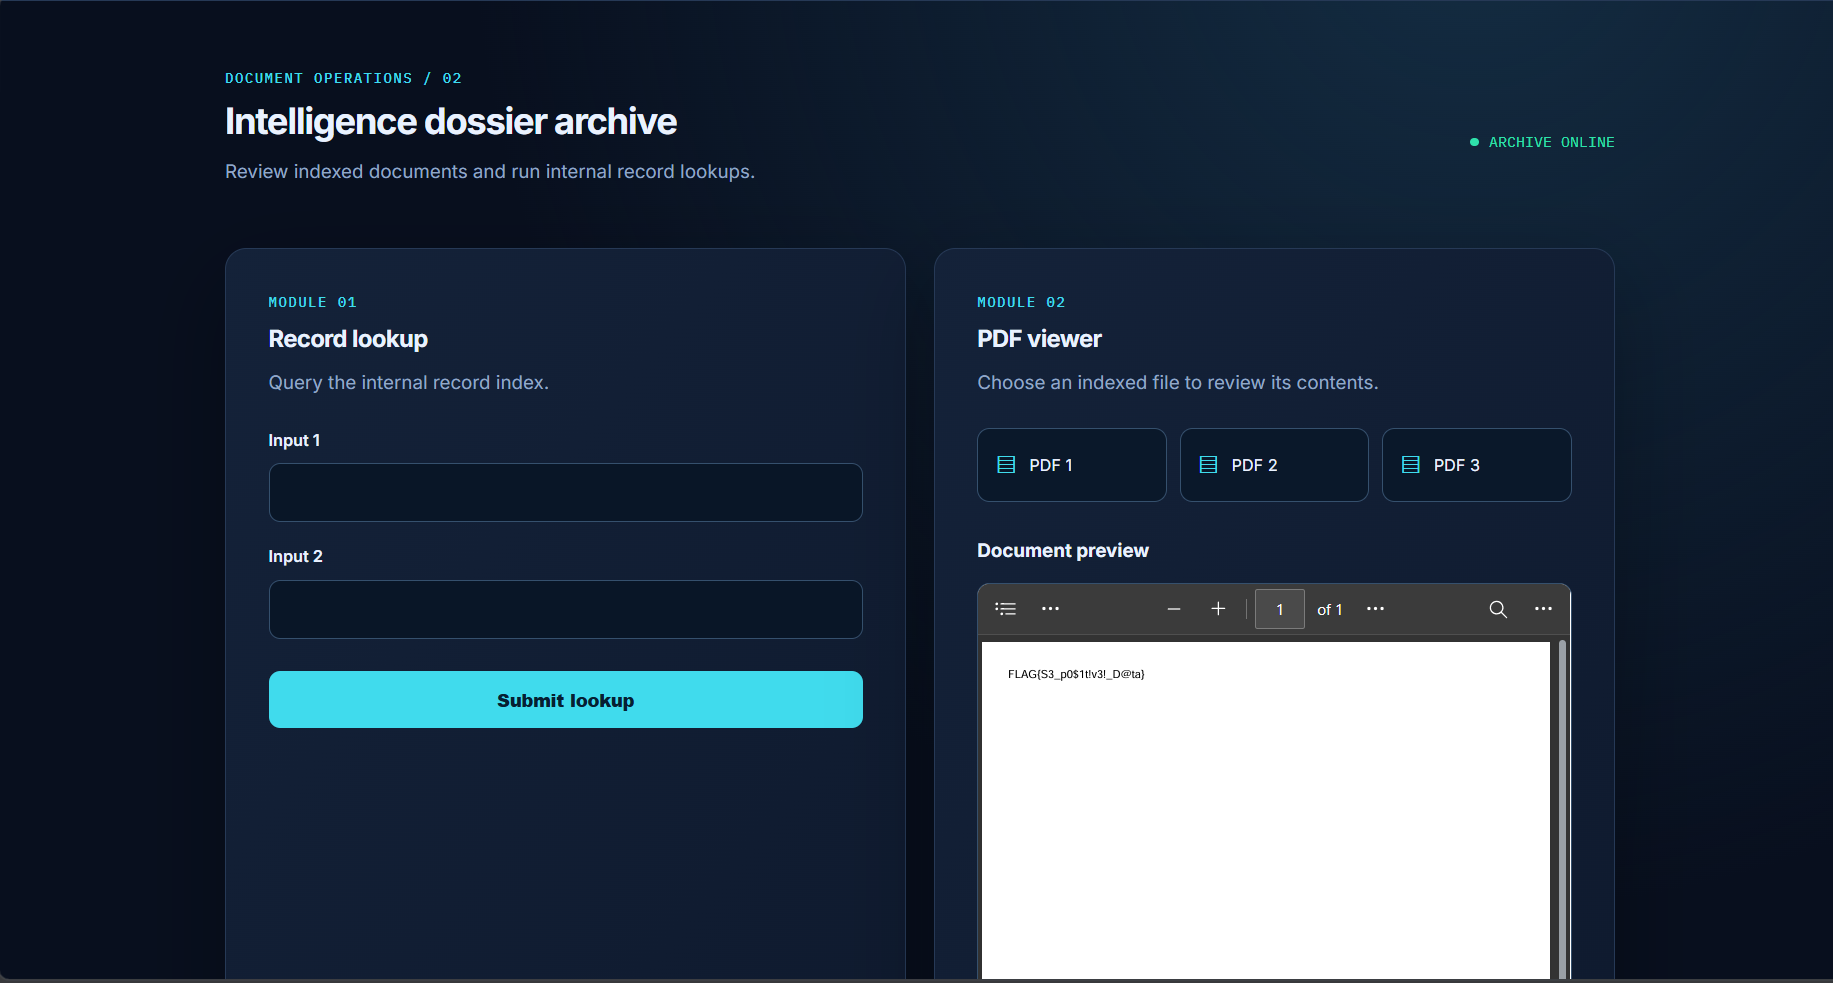 DOCUMENT OPERATIONS / 02
Intelligence dossier archive
Review indexed documents and run internal record lookups.
ARCHIVE ONLINE
MODULE 01
Record lookup
Query the internal record index.
Input 1
Input 2
Submit lookup
MODULE 02
PDF viewer
Choose an indexed file to review its contents.
PDF 1
PDF 2
PDF 3
Document preview
1 of 1
FLAG{S3_p0$1t!v3!_D@ta}